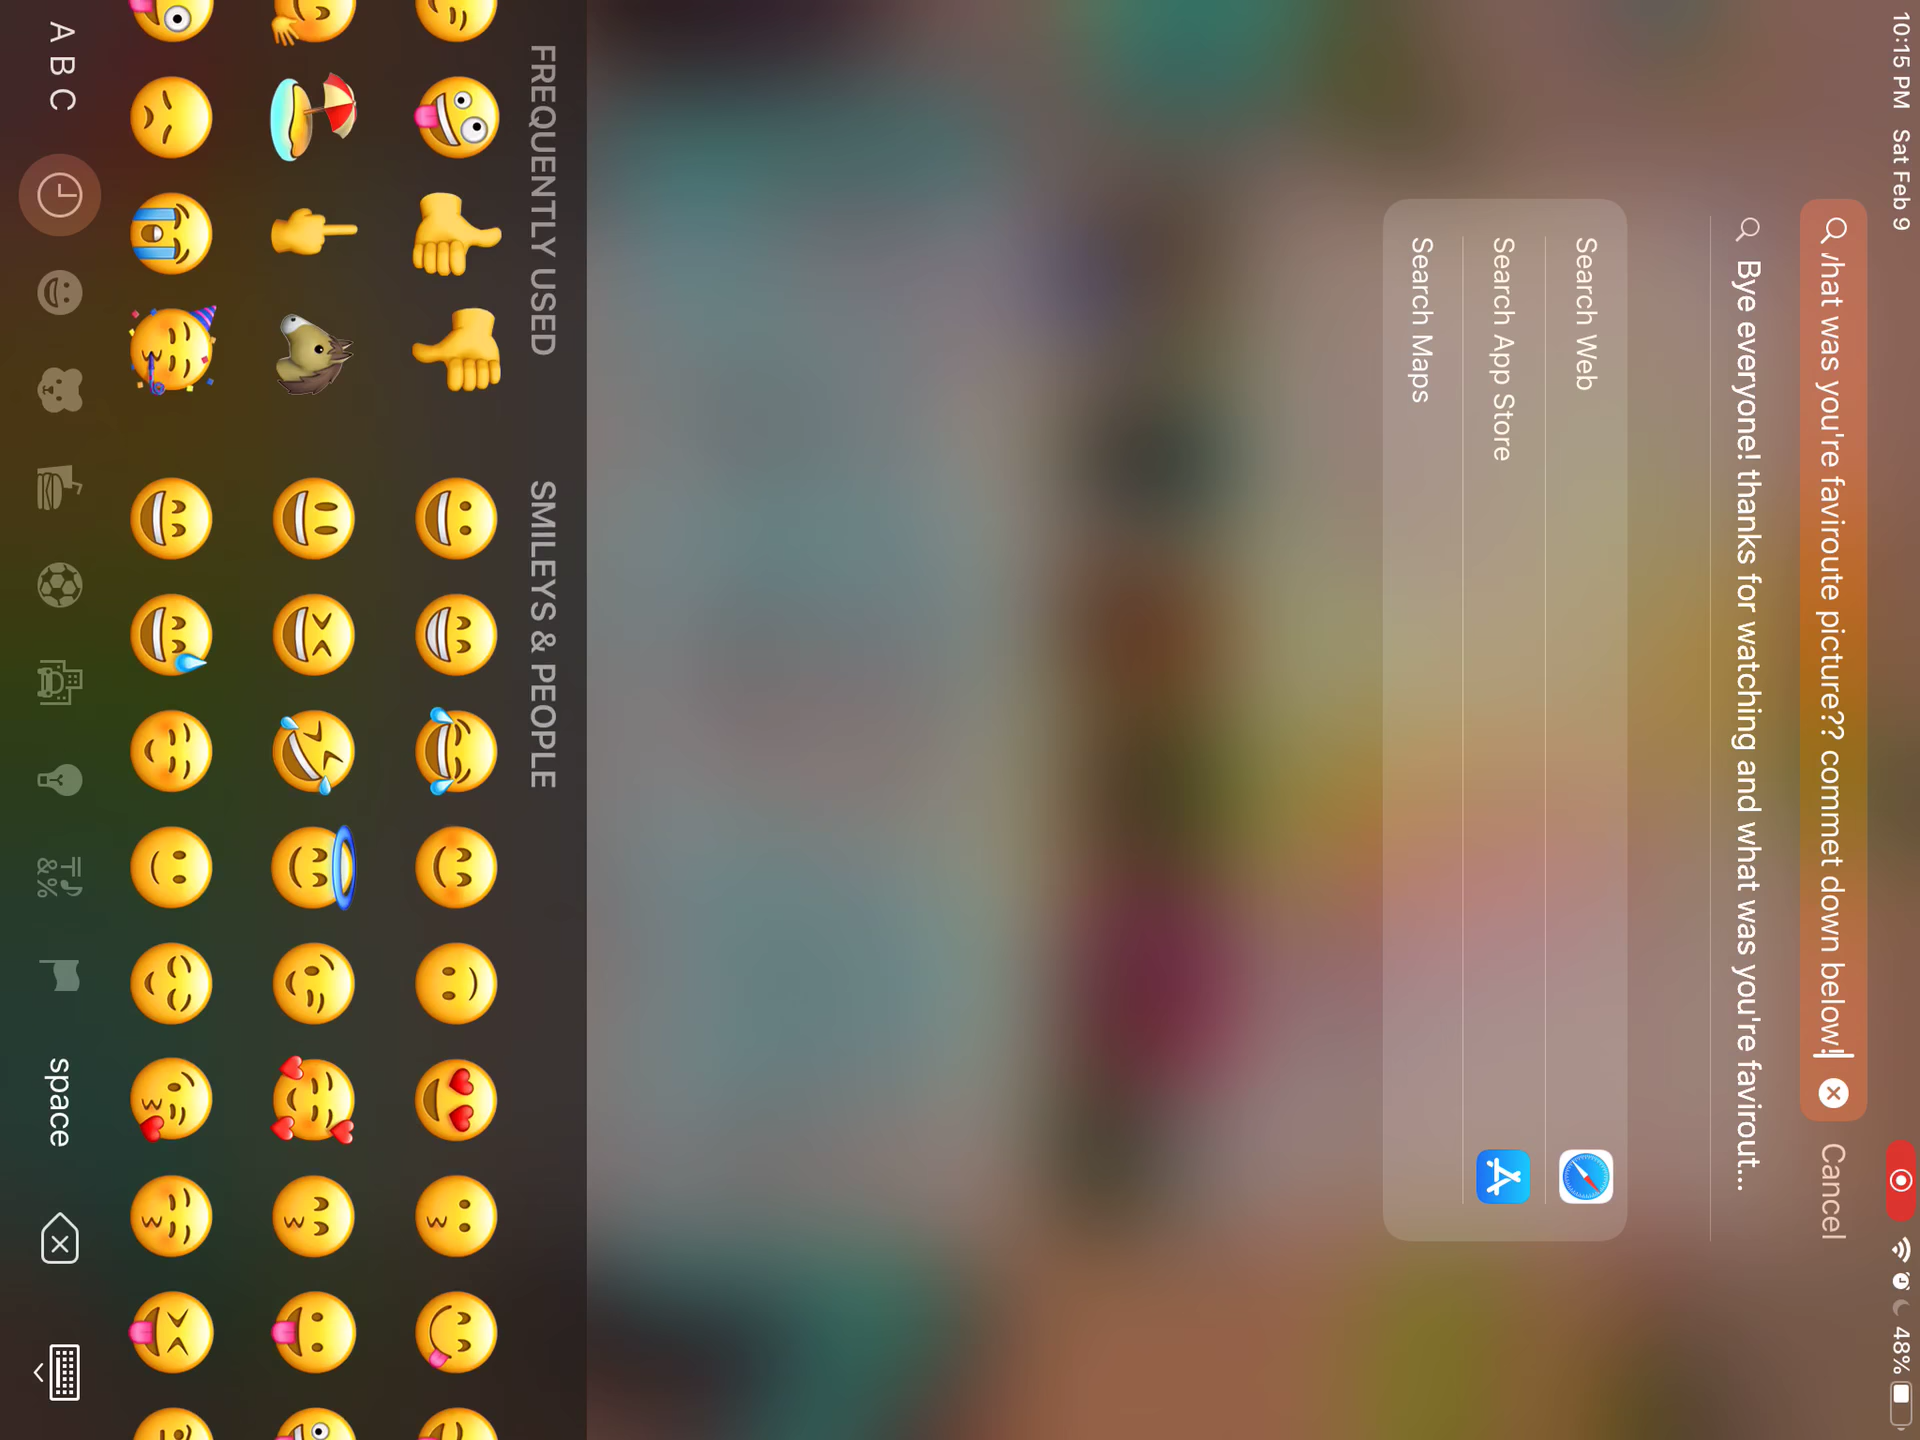 10:15 PM Sat Feb 9
48%
what was you're faviroute picture?? commet down below!
Cancel
Bye everyone! thanks for watching and what was you're favirout...
Search Web
Search App Store
Search Maps
FREQUENTLY USED
SMILEYS & PEOPLE
A B C
&%
space